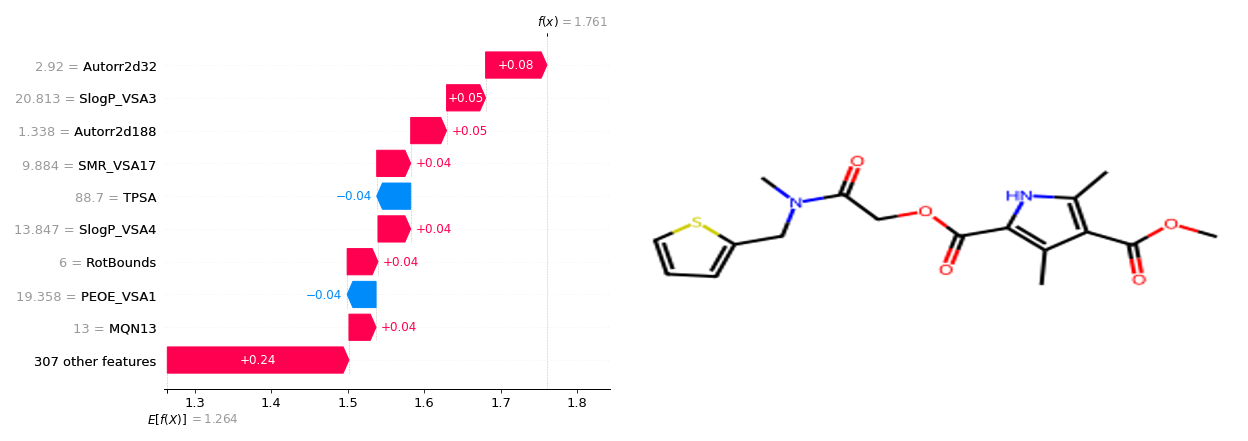 f(x) = 1.761
2.92 = Autorr2d32 +0.08
20.813 = SlogP_VSA3 +0.05
1.338 = Autorr2d188 +0.05
9.884 = SMR_VSA17 +0.04
88.7 = TPSA −0.04
13.847 = SlogP_VSA4 +0.04
6 = RotBounds +0.04
19.358 = PEOE_VSA1 −0.04
13 = MQN13 +0.04
307 other features +0.24
1.3 1.4 1.5 1.6 1.7 1.8
E[f(X)] = 1.264
O
HN
N
S
O
O
O
O
O